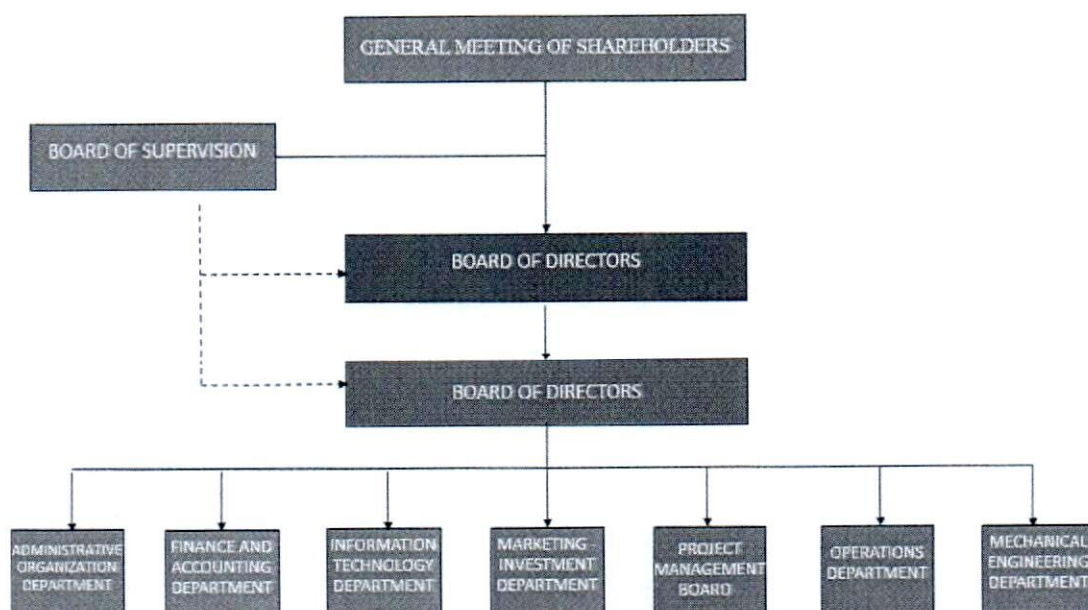 GENERAL MEETING OF SHAREHOLDERS
BOARD OF SUPERVISION
BOARD OF DIRECTORS
BOARD OF DIRECTORS
ADMINISTRATIVE
ORGANIZATION
DEPARTMENT
FINANCE AND
ACCOUNTING
DEPARTMENT
INFORMATION
TECHNOLOGY
DEPARTMENT
MARKETING
INVESTMENT
DEPARTMENT
PROJECT
MANAGEMENT
BOARD
OPERATIONS
DEPARTMENT
MECHANICAL
ENGINEERING
DEPARTMENT